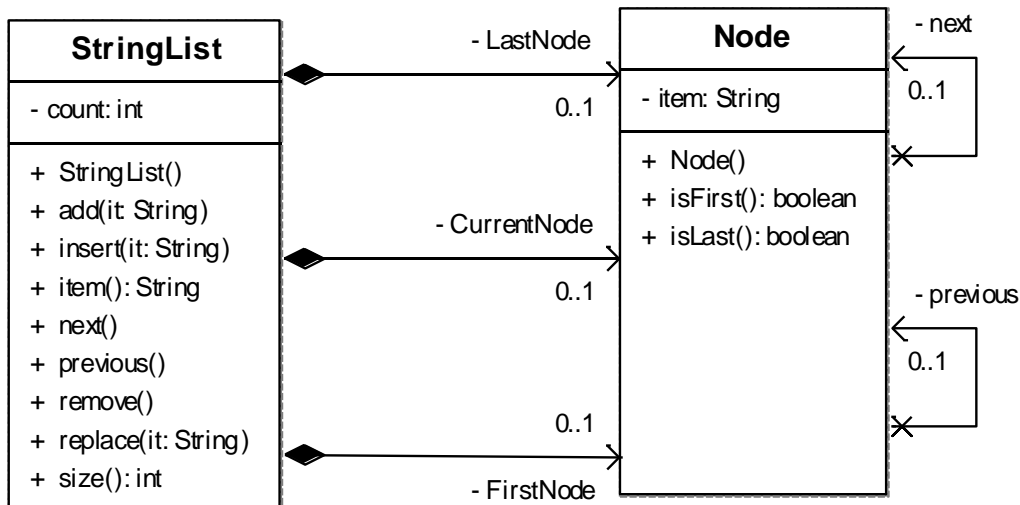 StringList
- count: int
+ StringList()
+ add(it: String)
+ insert(it: String)
+ item(): String
+ next()
+ previous()
+ remove()
+ replace(it: String)
+ size(): int
- LastNode
0..1
- CurrentNode
0..1
0..1
- FirstNode
Node
- item: String
+ Node()
+ isFirst(): boolean
+ isLast(): boolean
- next
0..1
- previous
0..1